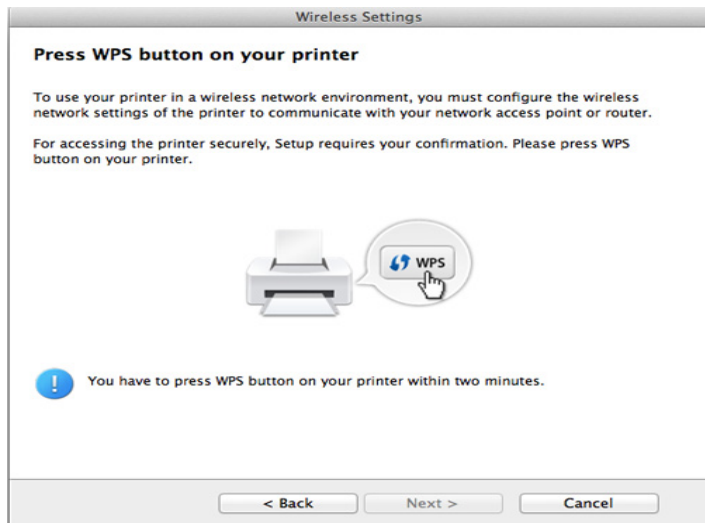 Wireless Settings
Press WPS button on your printer
To use your printer in a wireless network environment, you must configure the wireless
network settings of the printer to communicate with your network access point or router.
For accessing the printer securely, Setup requires your confirmation. Please press WPS
button on your printer.
WPS
You have to press WPS button on your printer within two minutes.
< Back
Next >
Cancel